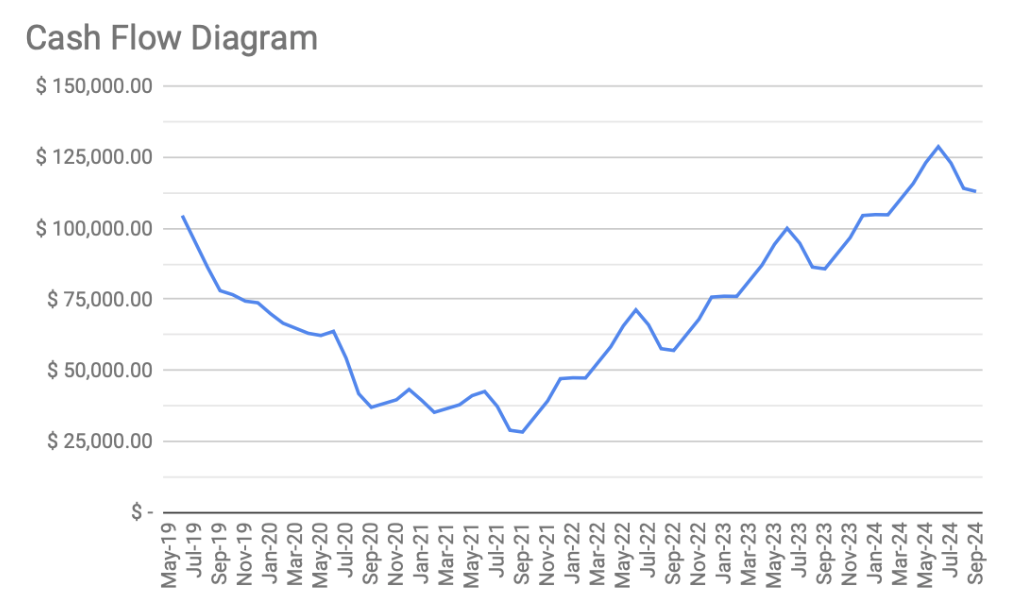 Cash Flow Diagram
$ 150,000.00
$ 125,000.00
$ 100,000.00
$ 75,000.00
$ 50,000.00
$ 25,000.00
$ -
May-19
Jul-19
Sep-19
Nov-19
Jan-20
Mar-20
May-20
Jul-20
Sep-20
Nov-20
Jan-21
Mar-21
May-21
Jul-21
Sep-21
Nov-21
Jan-22
Mar-22
May-22
Jul-22
Sep-22
Nov-22
Jan-23
Mar-23
May-23
Jul-23
Sep-23
Nov-23
Jan-24
Mar-24
May-24
Jul-24
Sep-24